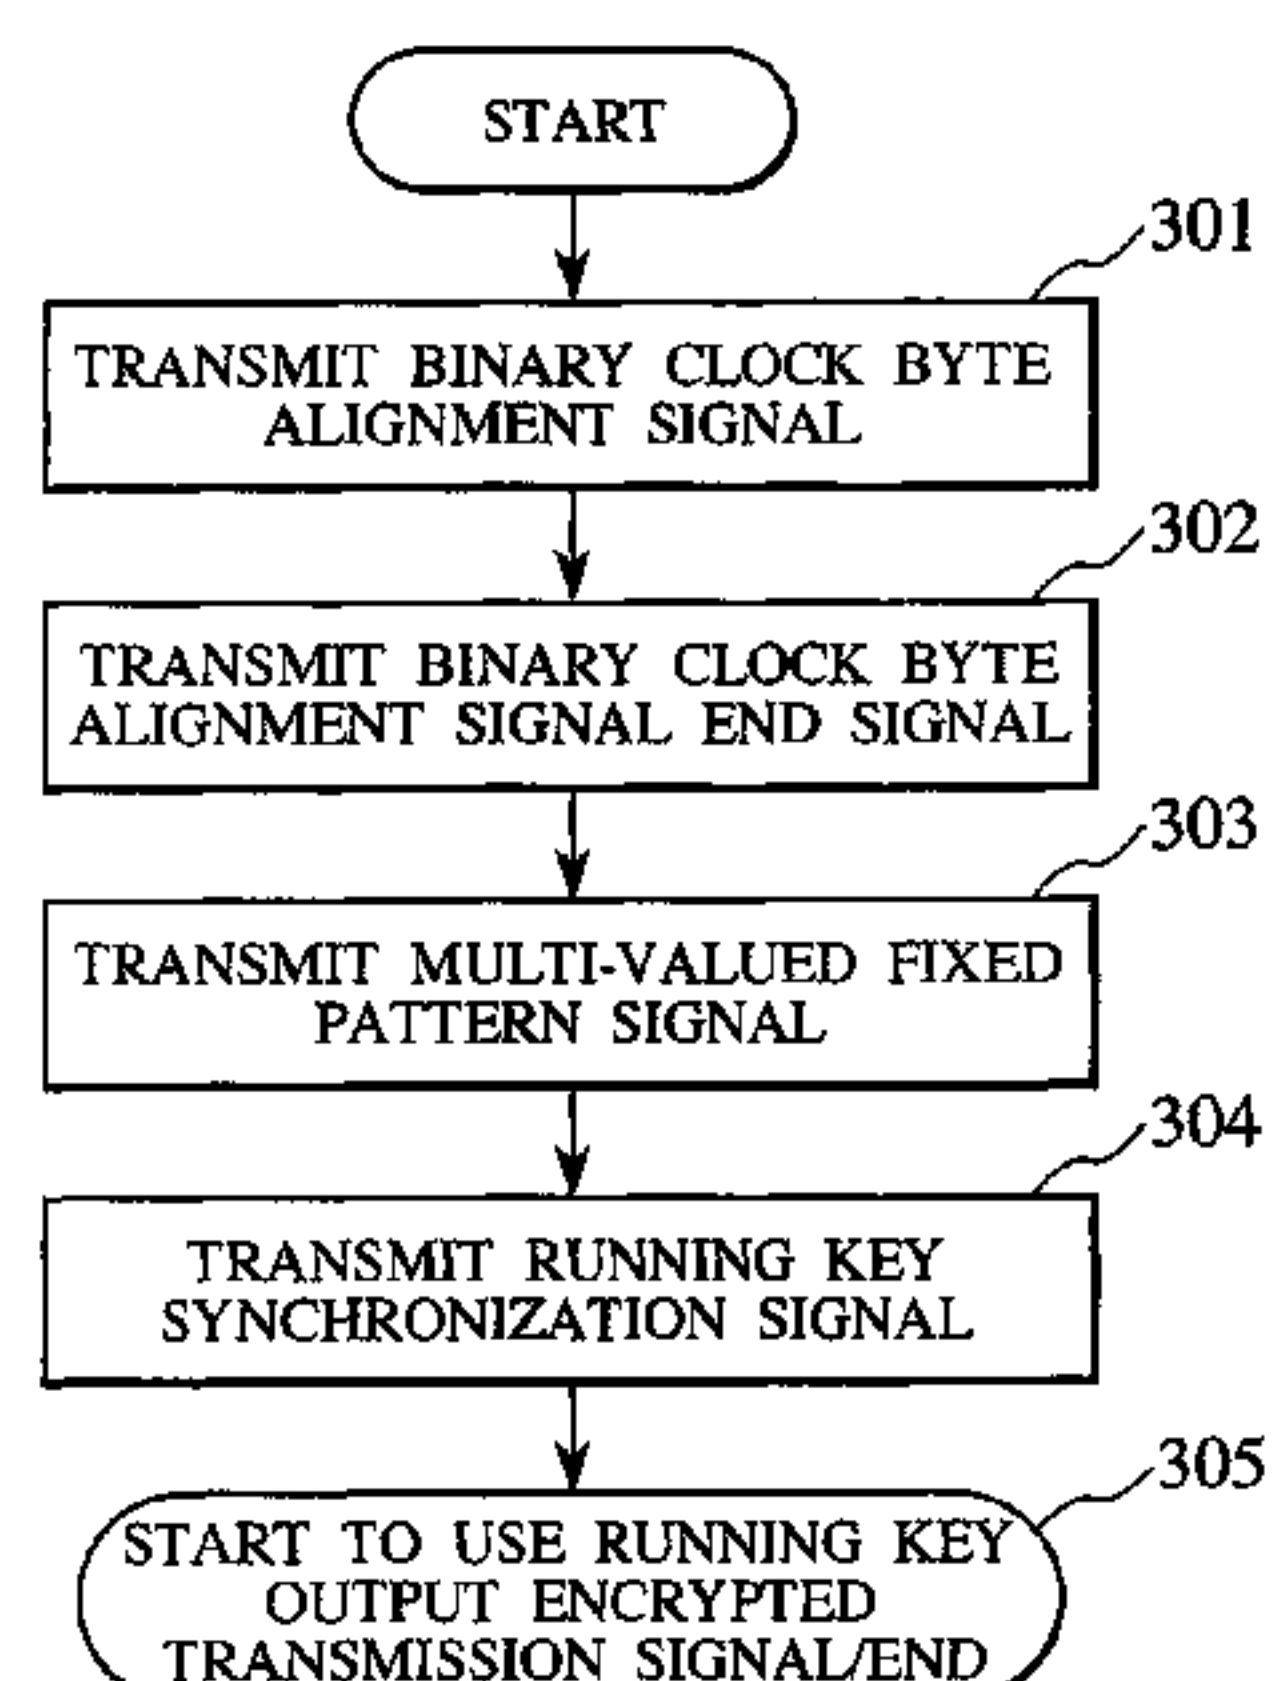 START
301
TRANSMIT BINARY CLOCK BYTE
ALIGNMENT SIGNAL
302
TRANSMIT BINARY CLOCK BYTE
ALIGNMENT SIGNAL END SIGNAL
303
TRANSMIT MULTI-VALUED FIXED
PATTERN SIGNAL
304
TRANSMIT RUNNING KEY
SYNCHRONIZATION SIGNAL
305
START TO USE RUNNING KEY
OUTPUT ENCRYPTED
TRANSMISSION SIGNAL/END